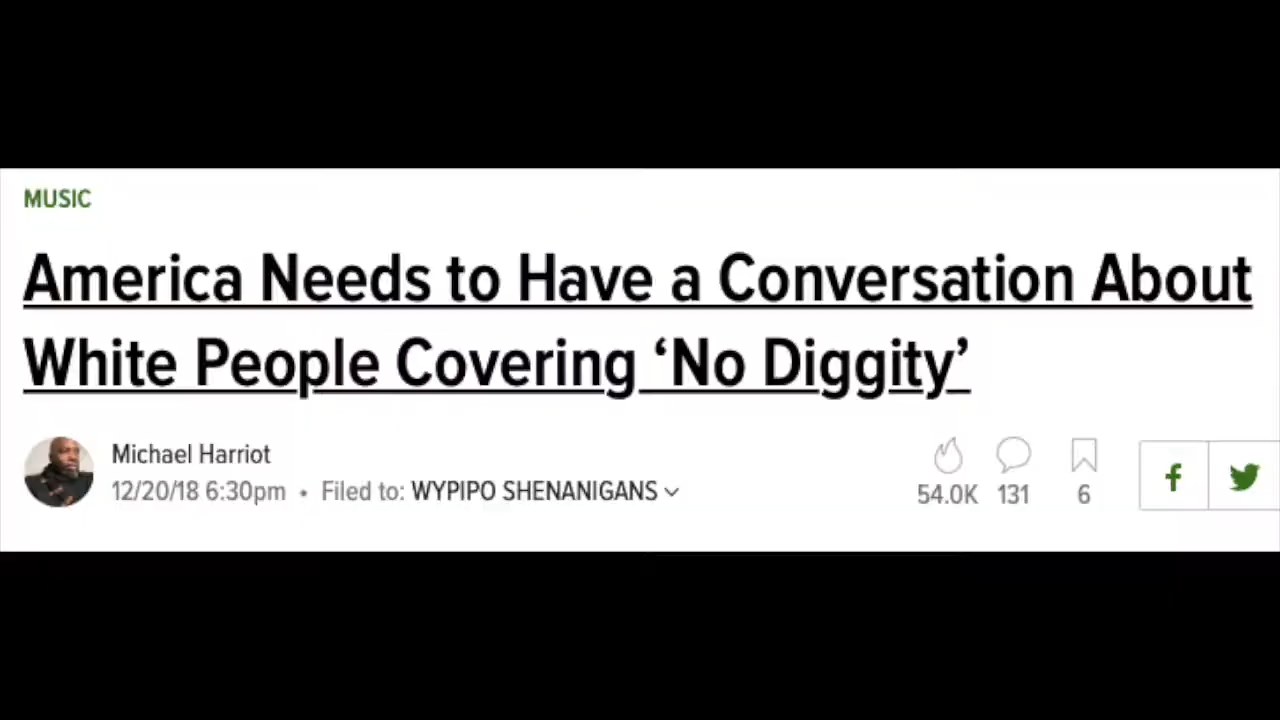 MUSIC
America Needs to Have a Conversation About
White People Covering ‘No Diggity’
Michael Harriot
12/20/18 6:30pm • Filed to: WYPIPO SHENANIGANS
54.0K 131 6